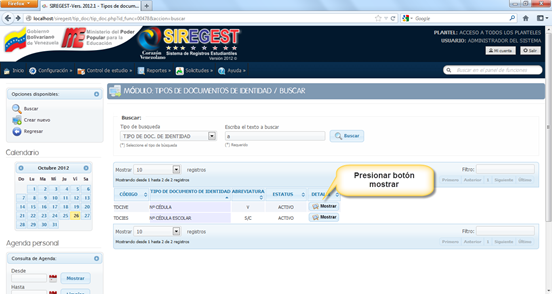 Firefox
SIREGEST-Vers. 2012.1 - Tipos de docum...
localhost/siregest/tip_doc/tip_doc.php?id_func=00478&accion=buscar
Google
Gobierno Bolivariano de Venezuela
Ministerio del Poder Popular para la Educación
Corazón Venezolano
SIREGEST
Sistema de Registros Estudiantiles
Versión 2012 ©
PLANTEL: ACCESO A TODOS LOS PLANTELES
USUARIO: ADMINISTRADOR DEL SISTEMA
Mi cuenta
Salir
Inicio
Configuración
Control de estudio
Reportes
Solicitudes
Ayuda
Buscar en el panel de funciones
Opciones disponibles:
Buscar
Crear nuevo
Regresar
MÓDULO: TIPOS DE DOCUMENTOS DE IDENTIDAD / BUSCAR
Buscar:
Tipo de busqueda
Escriba el texto a buscar
TIPO DE DOC. DE IDENTIDAD
a
Buscar
(*) Seleccione el tipo de busqueda
(*) Requerido
Calendario
Octubre 2012
Do Lu Ma Mi Ju Vi Sa
1 2 3 4 5 6
7 8 9 10 11 12 13
14 15 16 17 18 19 20
21 22 23 24 25 26 27
28 29 30 31
Mostrar 10 registros
Filtro:
Mostrando desde 1 hasta 2 de 2 registros
Primero Anterior 1 Siguiente Último
CÓDIGO
TIPO DE DOCUMENTO DE IDENTIDAD
ABREVIATURA
ESTATUS
TDCIVE Nº CÉDULA V ACTIVO Mostrar
TDCIES Nº CÉDULA ESCOLAR S/C ACTIVO Mostrar
Mostrar 10 registros
Filtro:
Mostrando desde 1 hasta 2 de 2 registros
Primero Anterior 1 Siguiente Último
Presionar botón
mostrar
Agenda personal
Consulta de Agenda:
Desde
Hasta
Mostrar